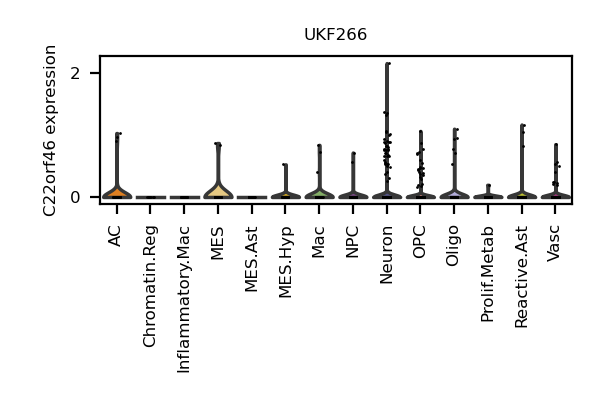 UKF266
C22orf46 expression
2
0
AC
Chromatin.Reg
Inflammatory.Mac
MES
MES.Ast
MES.Hyp
Mac
NPC
Neuron
OPC
Oligo
Prolif.Metab
Reactive.Ast
Vasc